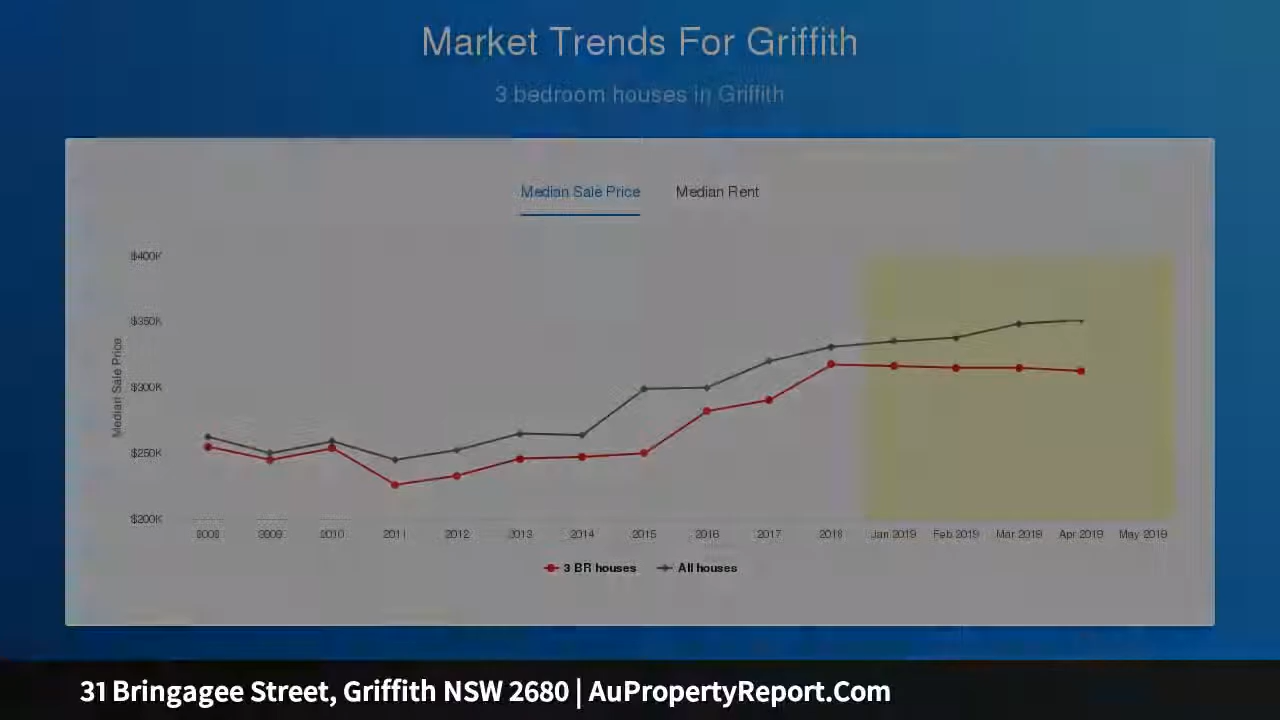 Market Trends For Griffith
3 bedroom houses in Griffith
Median Sale Price Median Rent
$400K
$350K
$300K
$250K
$200K
Median Sale Price
2008 2009 2010 2011 2012 2013 2014 2015 2016 2017 2018 Jan 2019 Feb 2019 Mar 2019 Apr 2019 May 2019
3 BR houses All houses
31 Bringagee Street, Griffith NSW 2680 | AuPropertyReport.Com